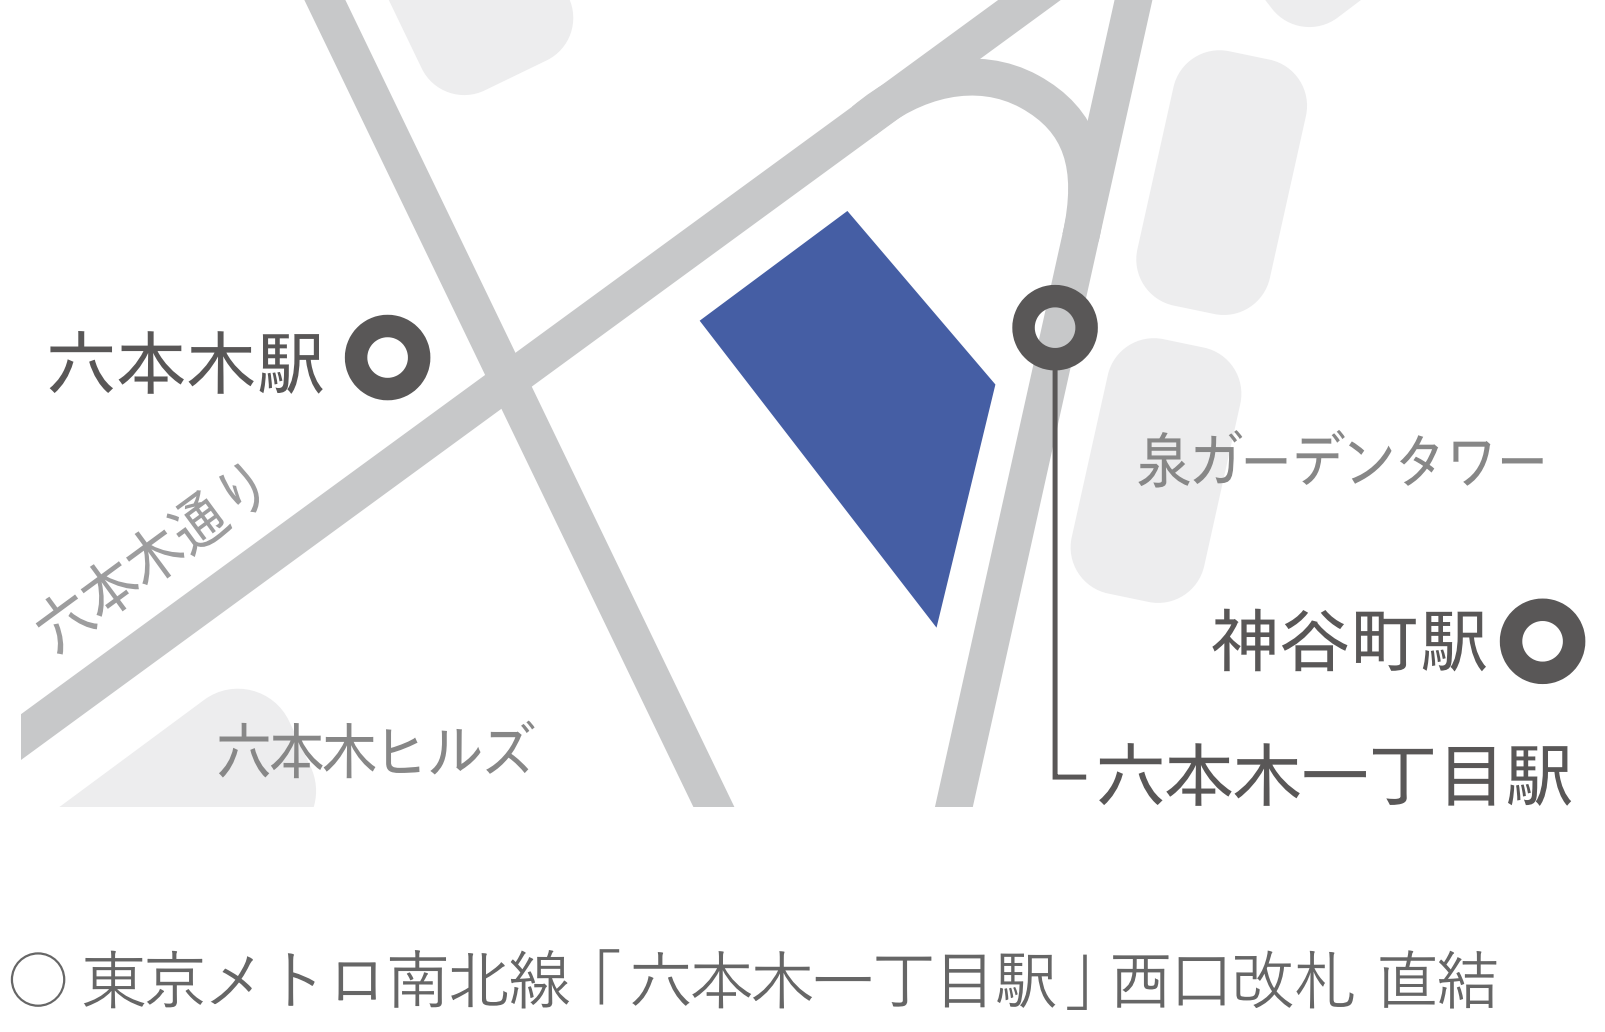 六本木駅
泉ガーデンタワー
六本木通り
神谷町駅
六本木ヒルズ
六本木一丁目駅
○ 東京メトロ南北線「六本木一丁目駅」西口改札 直結